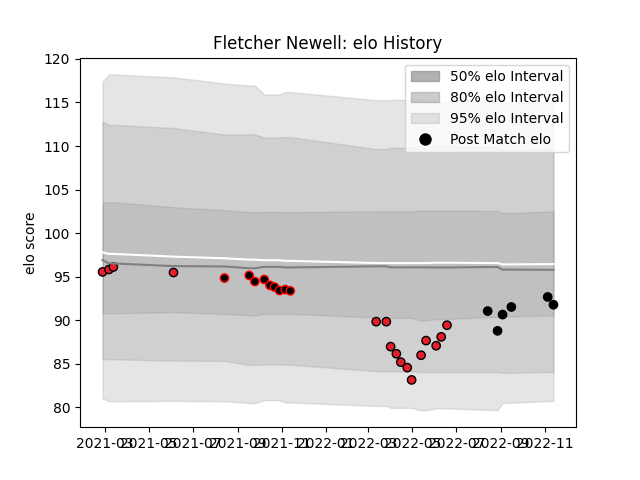 Fletcher Newell: elo History
120
115
110
105
100
95
90
85
80
elo score
50% elo Interval
80% elo Interval
95% elo Interval
Post Match elo
2021-03 2021-05 2021-07 2021-09 2021-11 2022-01 2022-03 2022-05 2022-07 2022-09 2022-11